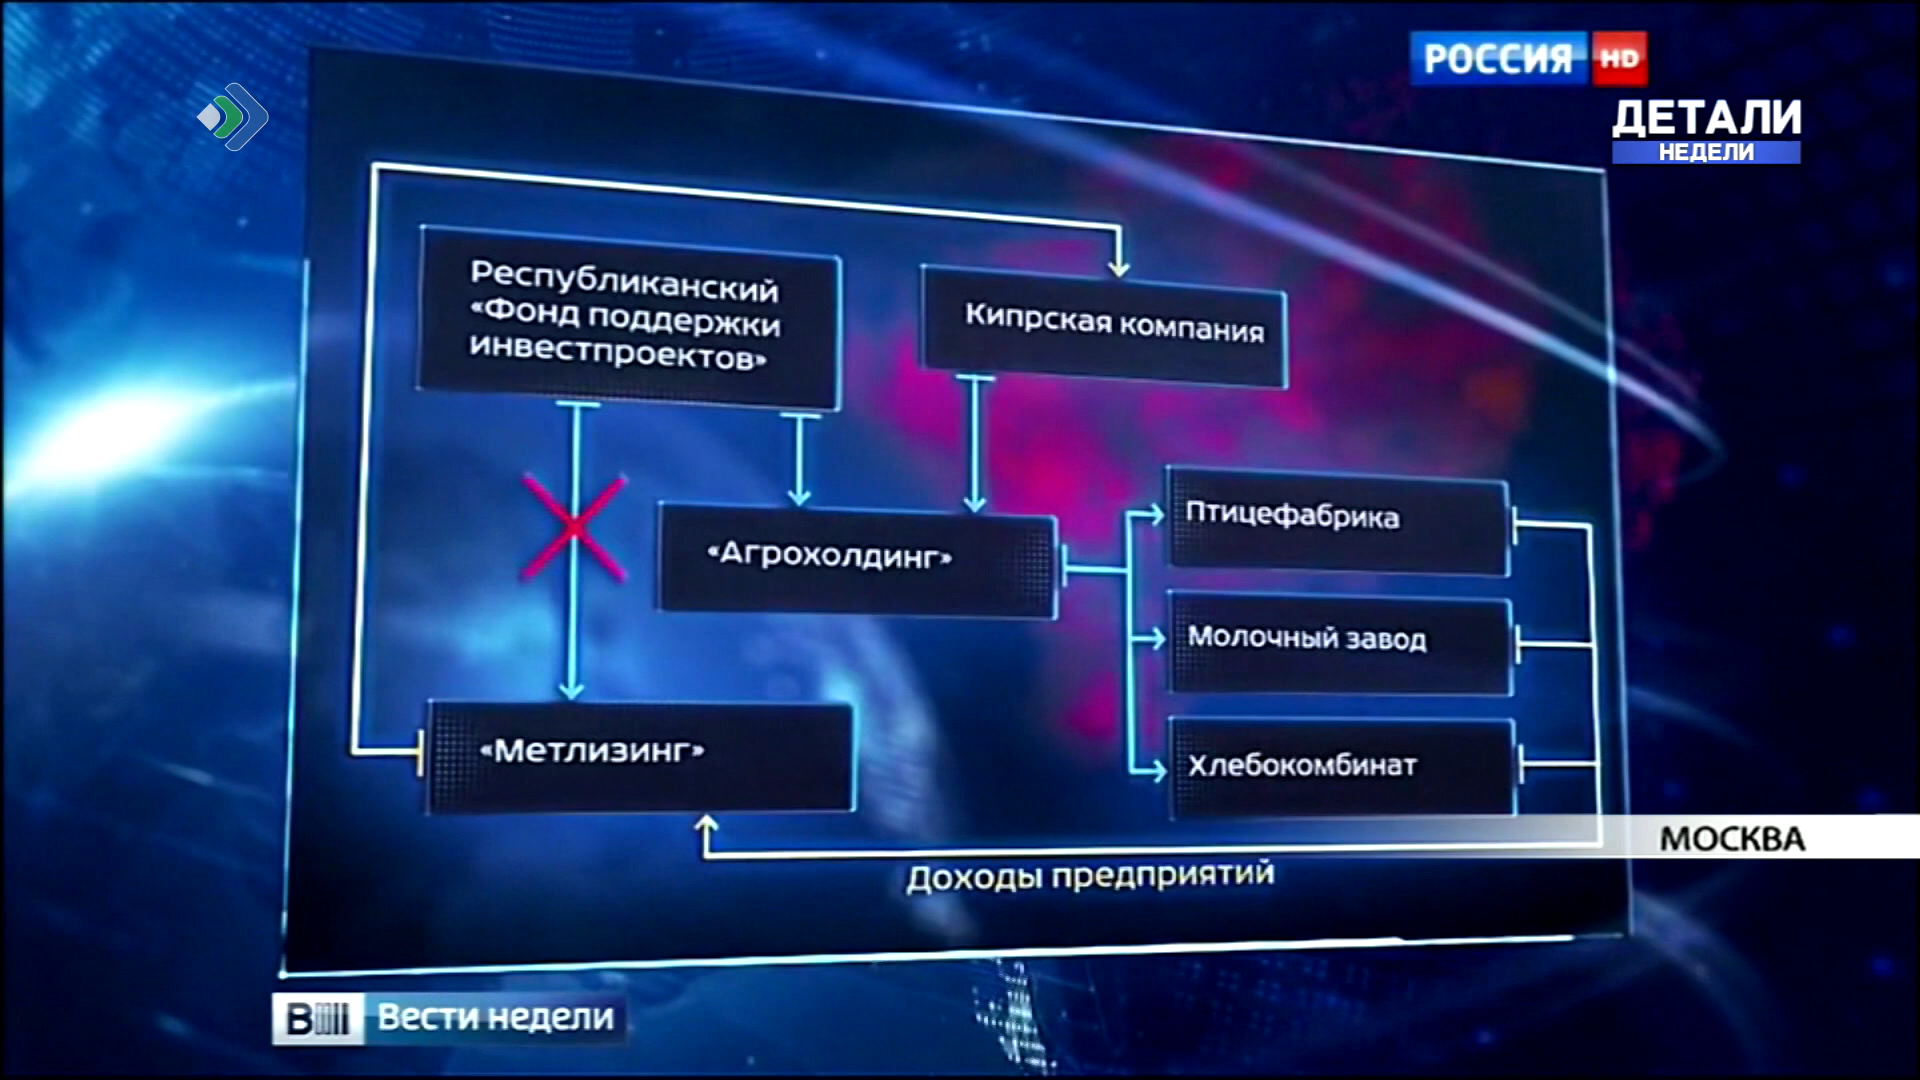 РОССИЯ HD
ДЕТАЛИ
НЕДЕЛИ
Республиканский
«Фонд поддержки
инвестпроектов»
Кипрская компания
«Агрохолдинг»
Птицефабрика
Молочный завод
Хлебокомбинат
«Метлизинг»
МОСКВА
Доходы предприятий
Вести недели